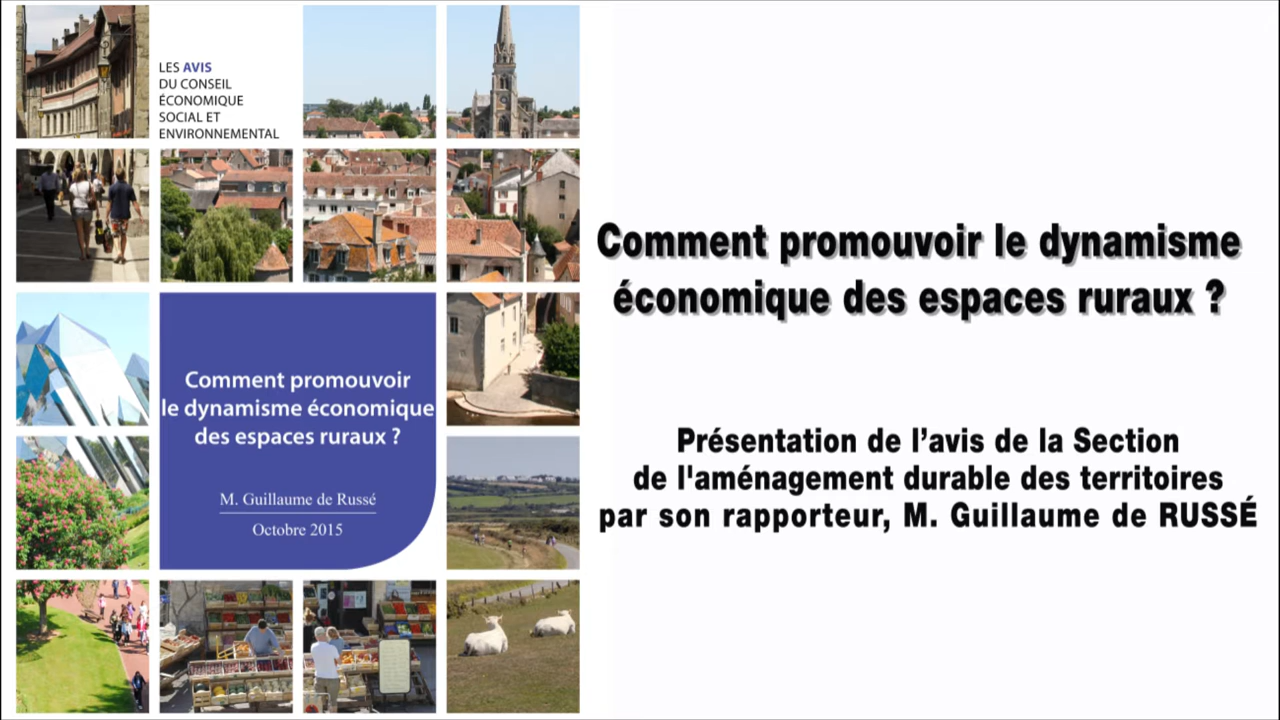 LES AVIS
DU CONSEIL
ÉCONOMIQUE
SOCIAL ET
ENVIRONNEMENTAL
Comment promouvoir
le dynamisme économique
des espaces ruraux ?
M. Guillaume de Russé
Octobre 2015
Comment promouvoir le dynamisme
économique des espaces ruraux ?
Présentation de l’avis de la Section
de l'aménagement durable des territoires
par son rapporteur, M. Guillaume de RUSSÉ